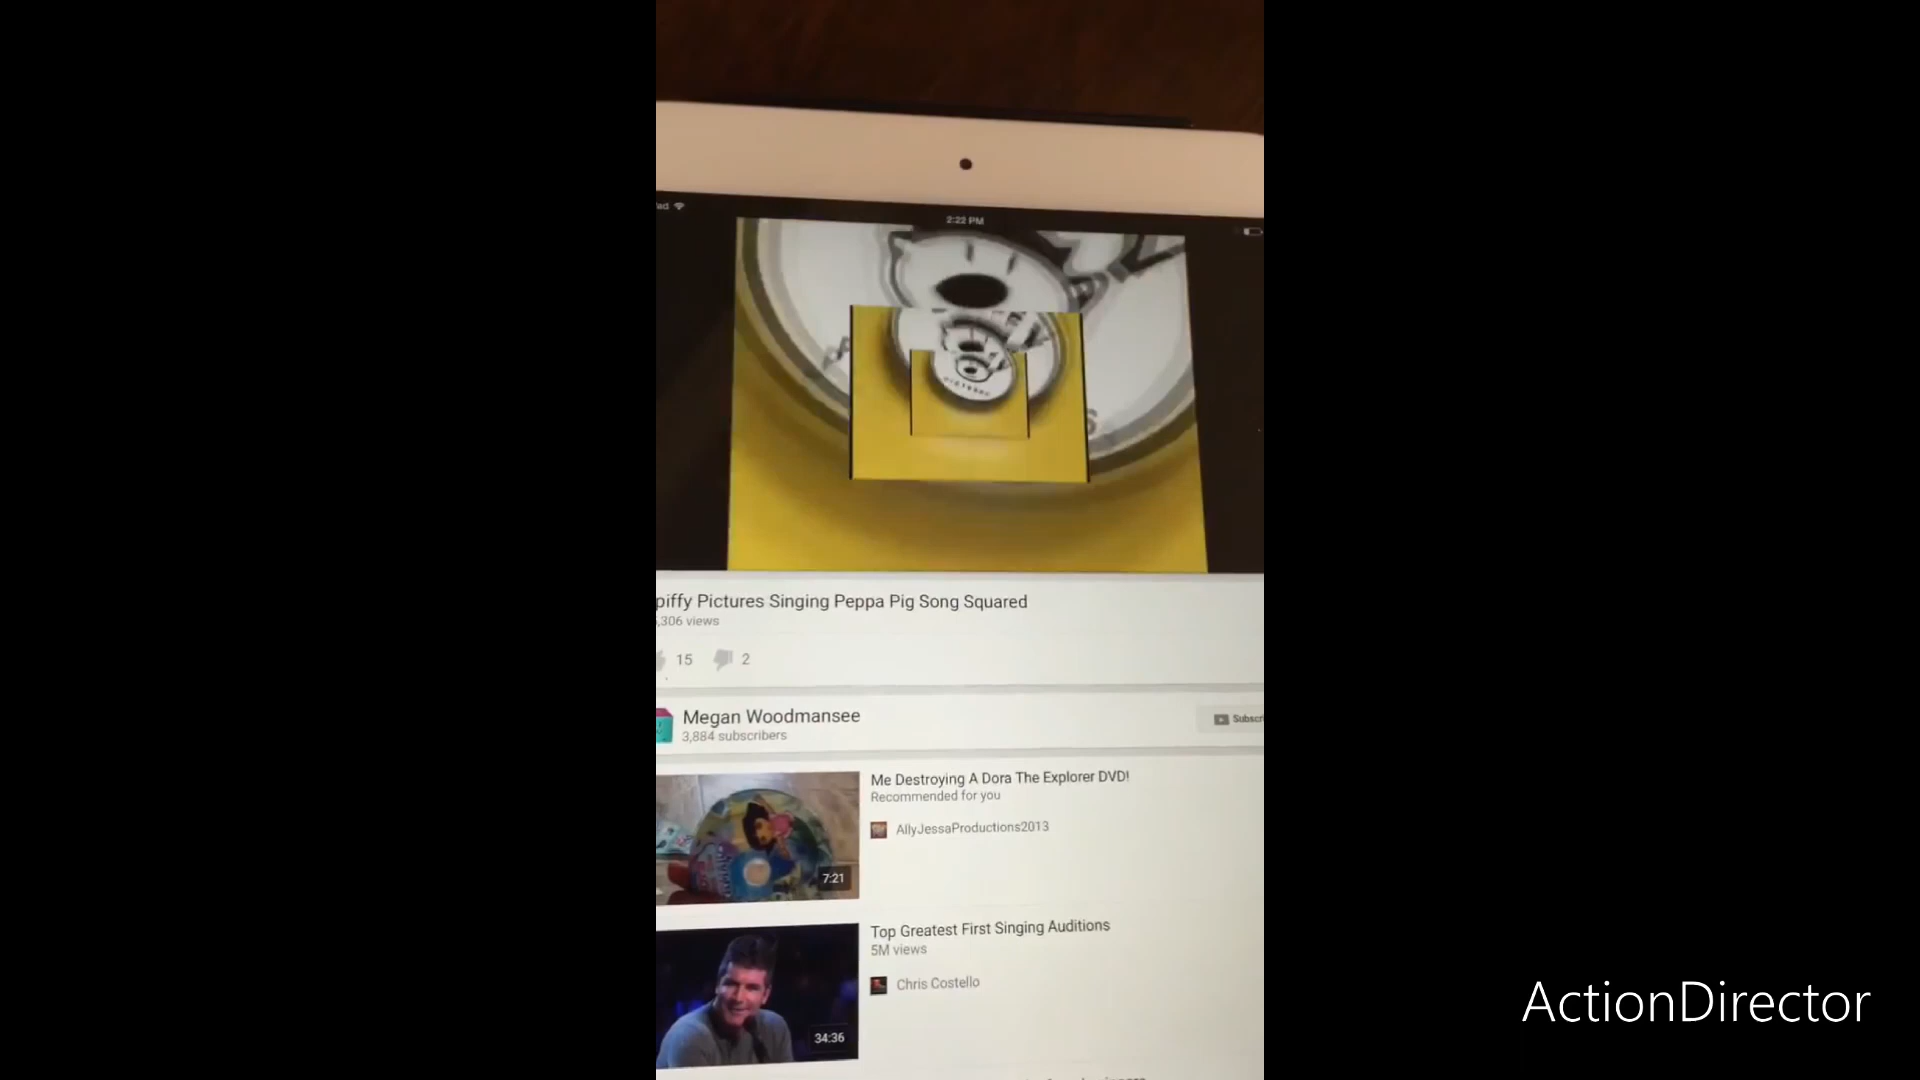 ad
2:22 PM
piffy Pictures Singing Peppa Pig Song Squared
,306 views
15
2
Megan Woodmansee
3,884 subscribers
Subscr
Me Destroying A Dora The Explorer DVD!
Recommended for you
AllyJessaProductions2013
7:21
Top Greatest First Singing Auditions
5M views
Chris Costello
34:36
ActionDirector